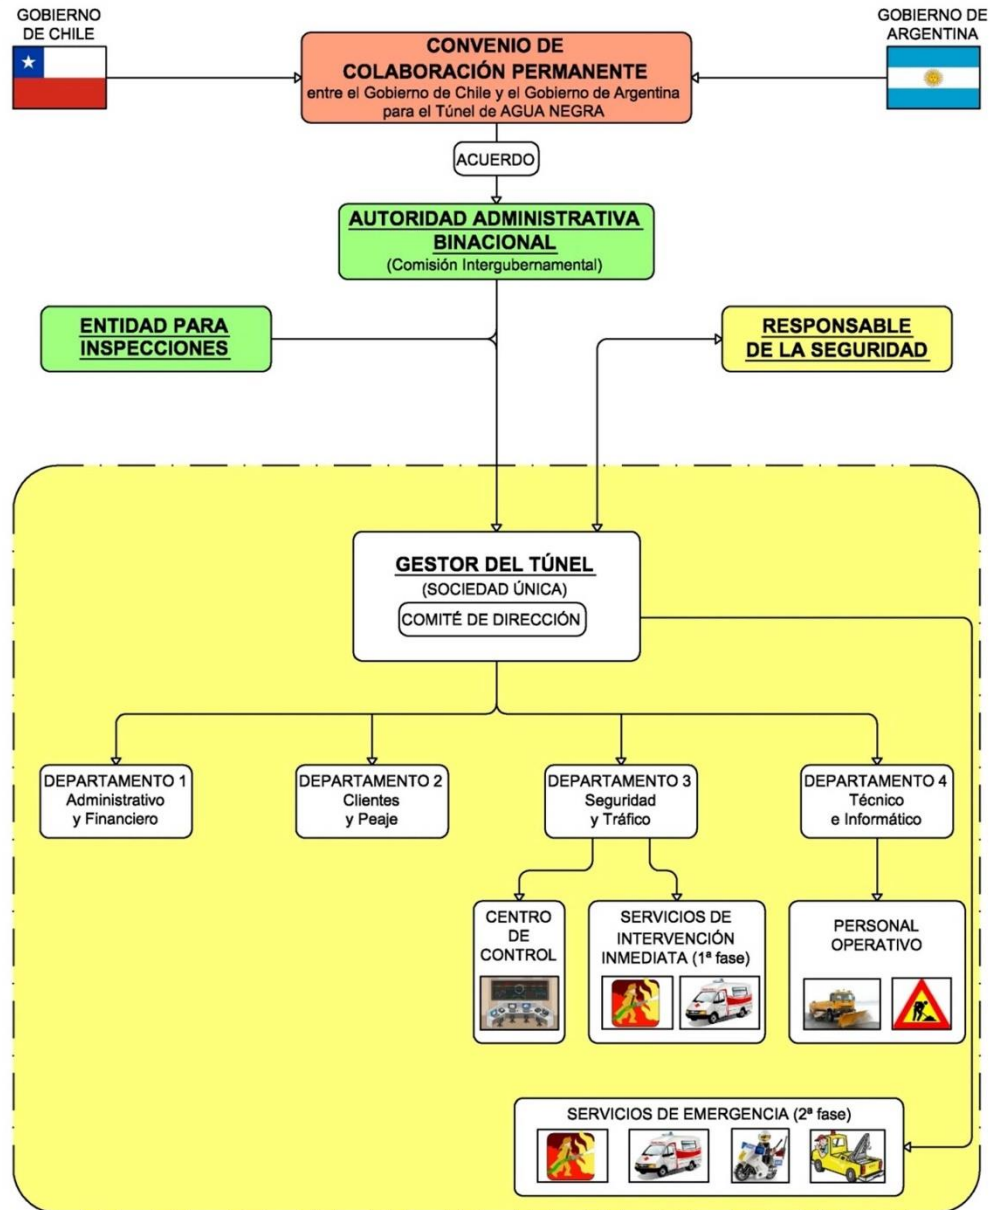 GOBIERNO
DE CHILE
GOBIERNO DE
ARGENTINA
CONVENIO DE
COLABORACIÓN PERMANENTE
entre el Gobierno de Chile y el Gobierno de Argentina
para el Túnel de AGUA NEGRA
ACUERDO
AUTORIDAD ADMINISTRATIVA
BINACIONAL
(Comisión Intergubernamental)
ENTIDAD PARA
INSPECCIONES
RESPONSABLE
DE LA SEGURIDAD
GESTOR DEL TÚNEL
(SOCIEDAD ÚNICA)
COMITÉ DE DIRECCIÓN
DEPARTAMENTO 1
Administrativo
y Financiero
DEPARTAMENTO 2
Clientes
y Peaje
DEPARTAMENTO 3
Seguridad
y Tráfico
DEPARTAMENTO 4
Técnico
e Informático
CENTRO
DE
CONTROL
SERVICIOS DE
INTERVENCIÓN
INMEDIATA (1ª fase)
PERSONAL
OPERATIVO
SERVICIOS DE EMERGENCIA (2ª fase)